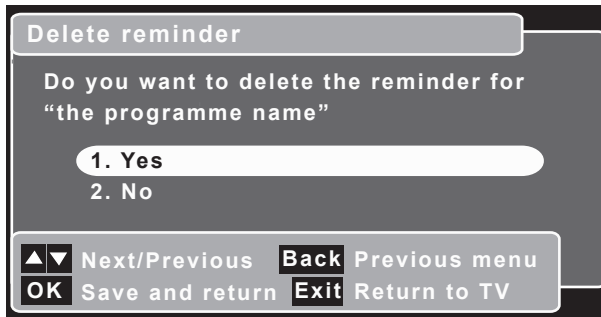 Delete reminder
Do you want to delete the reminder for
“the programme name”
1. Yes
2. No
▲▼ Next/Previous Back Previous menu
OK Save and return Exit Return to TV